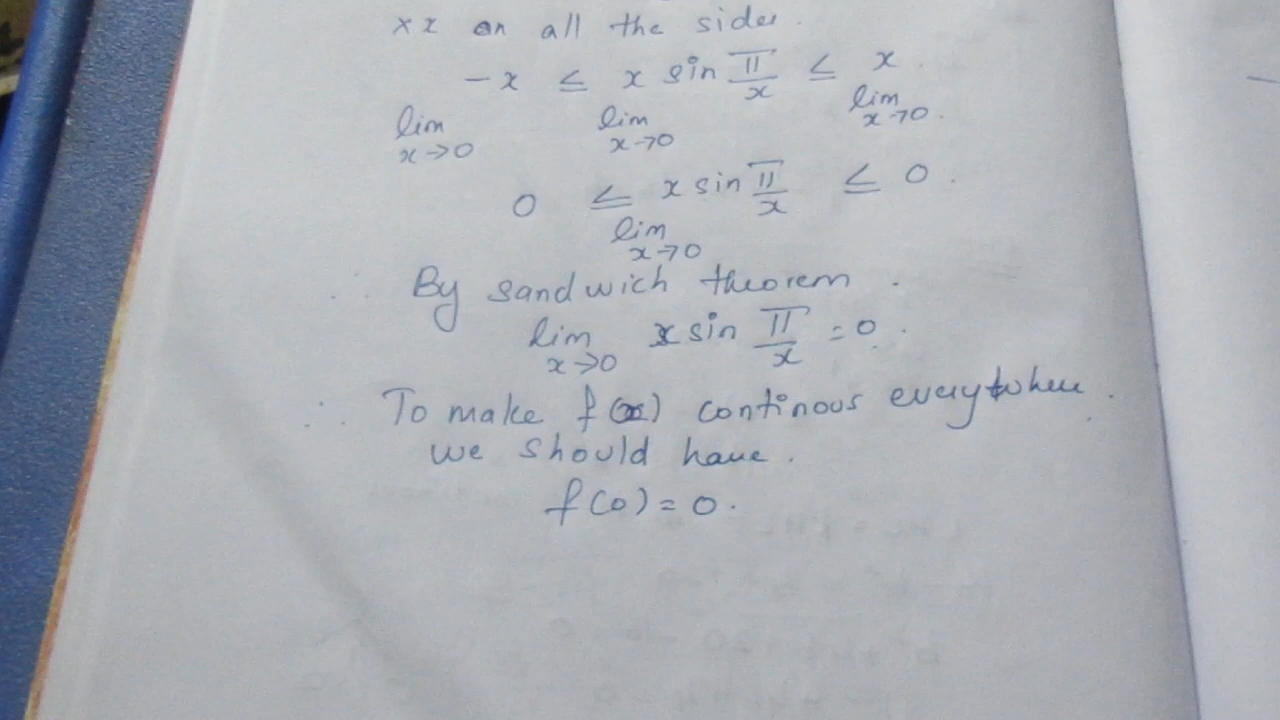 ×x on all the sides.
-x ≤ x sin π/x ≤ x.
lim x→0 lim x→0 lim x→0.
0 ≤ x sin π/x ≤ 0.
lim x→0
By sandwich theorem.
lim x→0 x sin π/x = 0.
∴ To make f(x) continous everywhere.
we should have.
f(0) = 0.